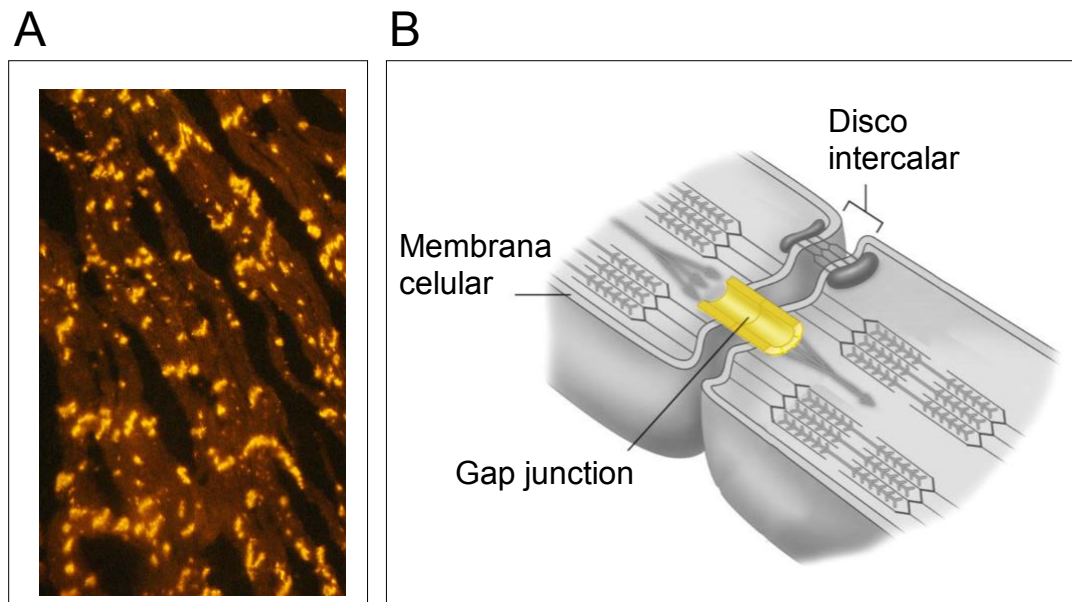 A
B
Disco
intercalar
Membrana
celular
Gap junction